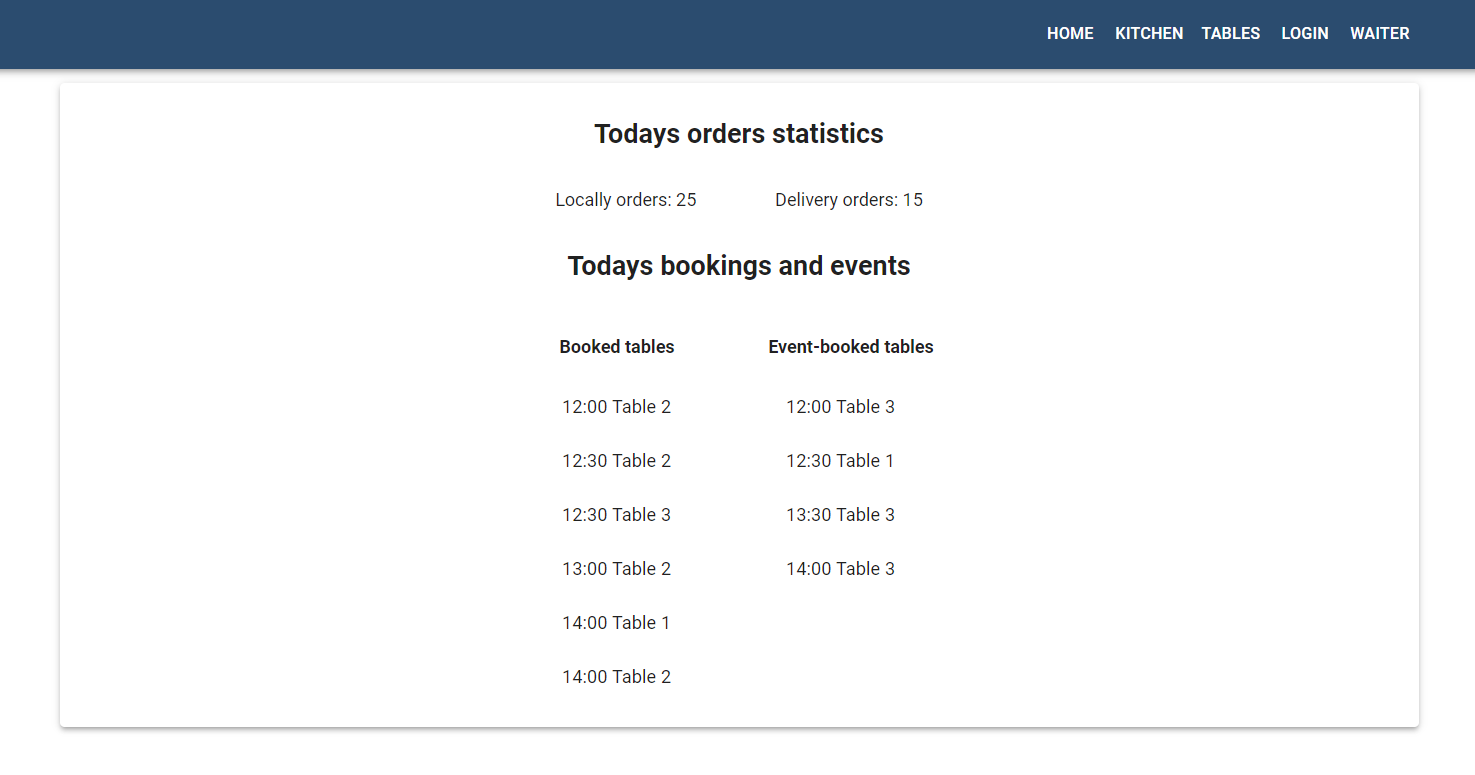 HOME KITCHEN TABLES LOGIN WAITER
Todays orders statistics
Locally orders: 25 Delivery orders: 15
Todays bookings and events
Booked tables Event-booked tables
12:00 Table 2 12:00 Table 3
12:30 Table 2 12:30 Table 1
12:30 Table 3 13:30 Table 3
13:00 Table 2 14:00 Table 3
14:00 Table 1
14:00 Table 2